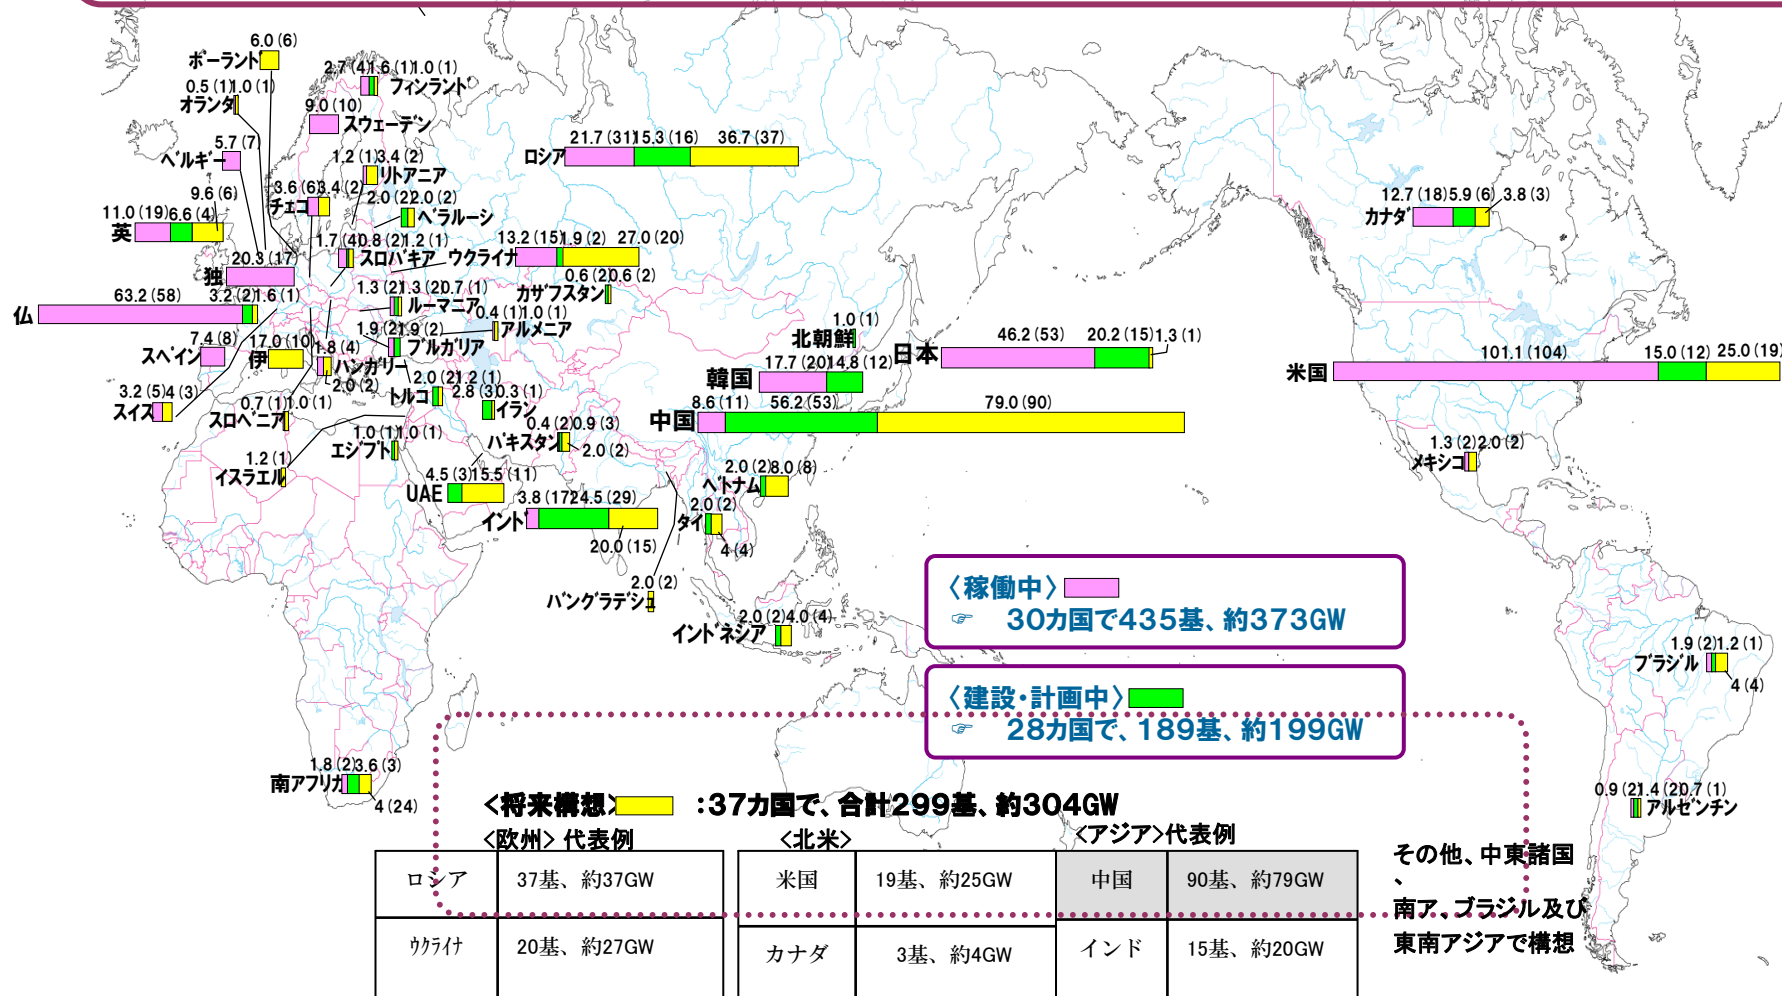 6.0 (6)
ポーランド
0.5 (1)1.0 (1)
オランダ
2.7 (4)1.6 (1)1.0 (1)
フィンランド
9.0 (10)
スウェーデン
5.7 (7)
ベルギー
21.7 (31)15.3 (16) 36.7 (37)
ロシア
1.2 (1)3.4 (2)
リトアニア
9.6 (6)
3.6 (6)3.4 (2)
チェコ
2.0 (2)2.0 (2)
ベラルーシ
11.0 (19)6.6 (4)
英
12.7 (18)5.9 (6) 3.8 (3)
カナダ
1.7 (4)0.8 (2)1.2 (1)
スロバキア
13.2 (15)1.9 (2) 27.0 (20)
ウクライナ
20.3 (17)
独
0.6 (2)0.6 (2)
カザフスタン
63.2 (58) 3.2 (2)1.6 (1)
仏
1.3 (2)1.3 (2)0.7 (1)
ルーマニア
0.4 (1)1.0 (1)
アルメニア
1.0 (1)
北朝鮮
7.4 (8)
スペイン
17.0 (10)
伊
1.8 (4)
ハンガリー
2.0 (2)
1.9 (2)1.9 (2)
ブルガリア
46.2 (53) 20.2 (15) 1.3 (1)
日本
17.7 (20)14.8 (12)
韓国
101.1 (104) 15.0 (12) 25.0 (19)
米国
3.2 (5)4 (3)
スイス
0.7 (1)1.0 (1)
スロベニア
2.0 (2)1.2 (1)
トルコ
2.8 (3)0.3 (1)
イラン
8.6 (11) 56.2 (53) 79.0 (90)
中国
1.0 (1)1.0 (1)
エジプト
0.4 (2)0.9 (3)
パキスタン
2.0 (2)
1.3 (2)2.0 (2)
メキシコ
1.2 (1)
イスラエル
4.5 (3)15.5 (11)
UAE
2.0 (2)8.0 (8)
ベトナム
3.8 (17)24.5 (29)
インド
20.0 (15)
2.0 (2)
タイ
4 (4)
2.0 (2)
バングラデシュ
2.0 (2)4.0 (4)
インドネシア
〈稼働中〉
☞ 30カ国で435基、約373GW
1.9 (2)1.2 (1)
ブラジル
4 (4)
〈建設・計画中〉
☞ 28カ国で、189基、約199GW
1.8 (2)3.6 (3)
南アフリカ
4 (24)
0.9 (2)1.4 (2)0.7 (1)
アルゼンチン
<将来構想> :37カ国で、合計299基、約304GW
<欧州> 代表例 <北米> <アジア>代表例
ロシア 37基、約37GW 米国 19基、約25GW 中国 90基、約79GW
ウクライナ 20基、約27GW カナダ 3基、約4GW インド 15基、約20GW
その他、中東諸国
、
南ア、ブラジル及び
東南アジアで構想